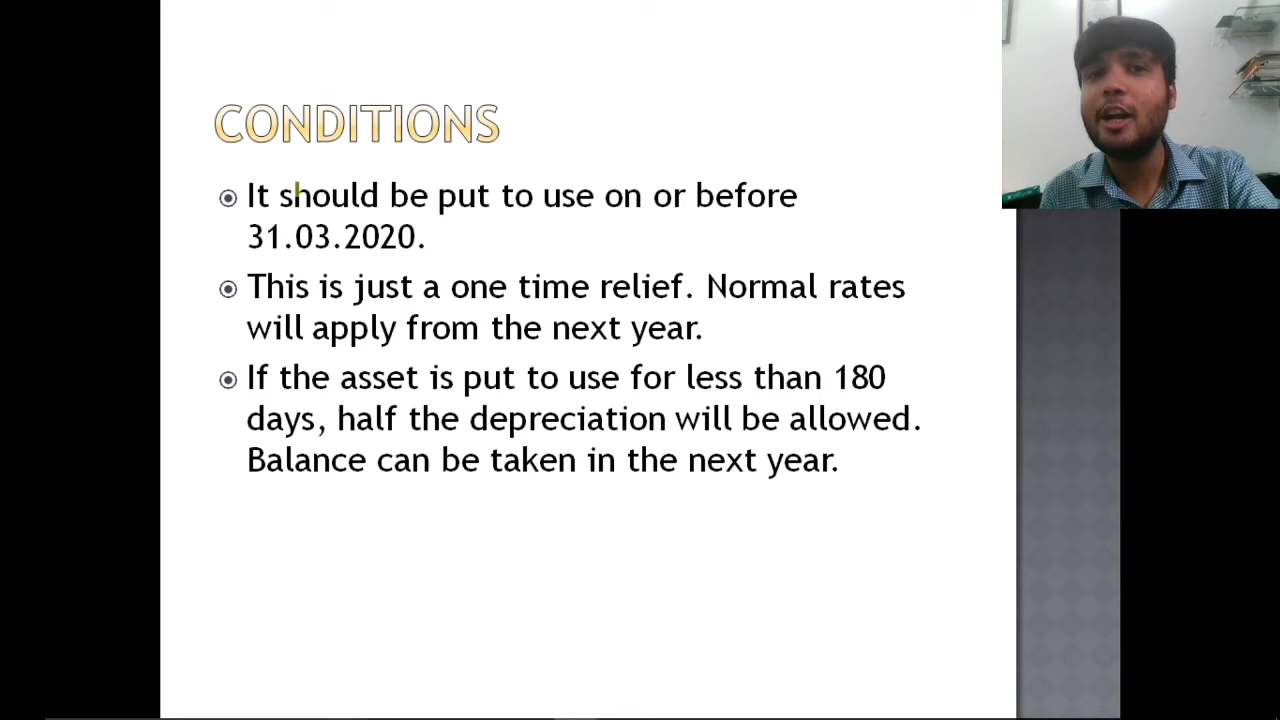 CONDITIONS
It should be put to use on or before
31.03.2020.
This is just a one time relief. Normal rates
will apply from the next year.
If the asset is put to use for less than 180
days, half the depreciation will be allowed.
Balance can be taken in the next year.